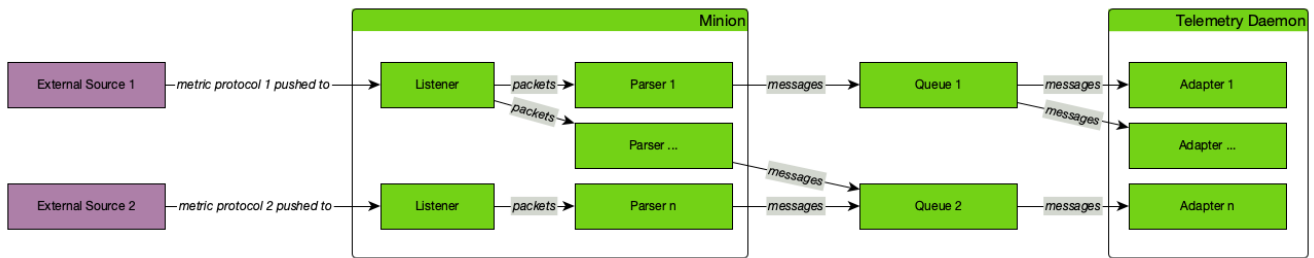 Minion
Telemetry Daemon
External Source 1
metric protocol 1 pushed to
Listener
packets
Parser 1
messages
Queue 1
messages
Adapter 1
packets
messages
Parser ...
Adapter ...
messages
External Source 2
metric protocol 2 pushed to
Listener
packets
Parser n
messages
Queue 2
messages
Adapter n